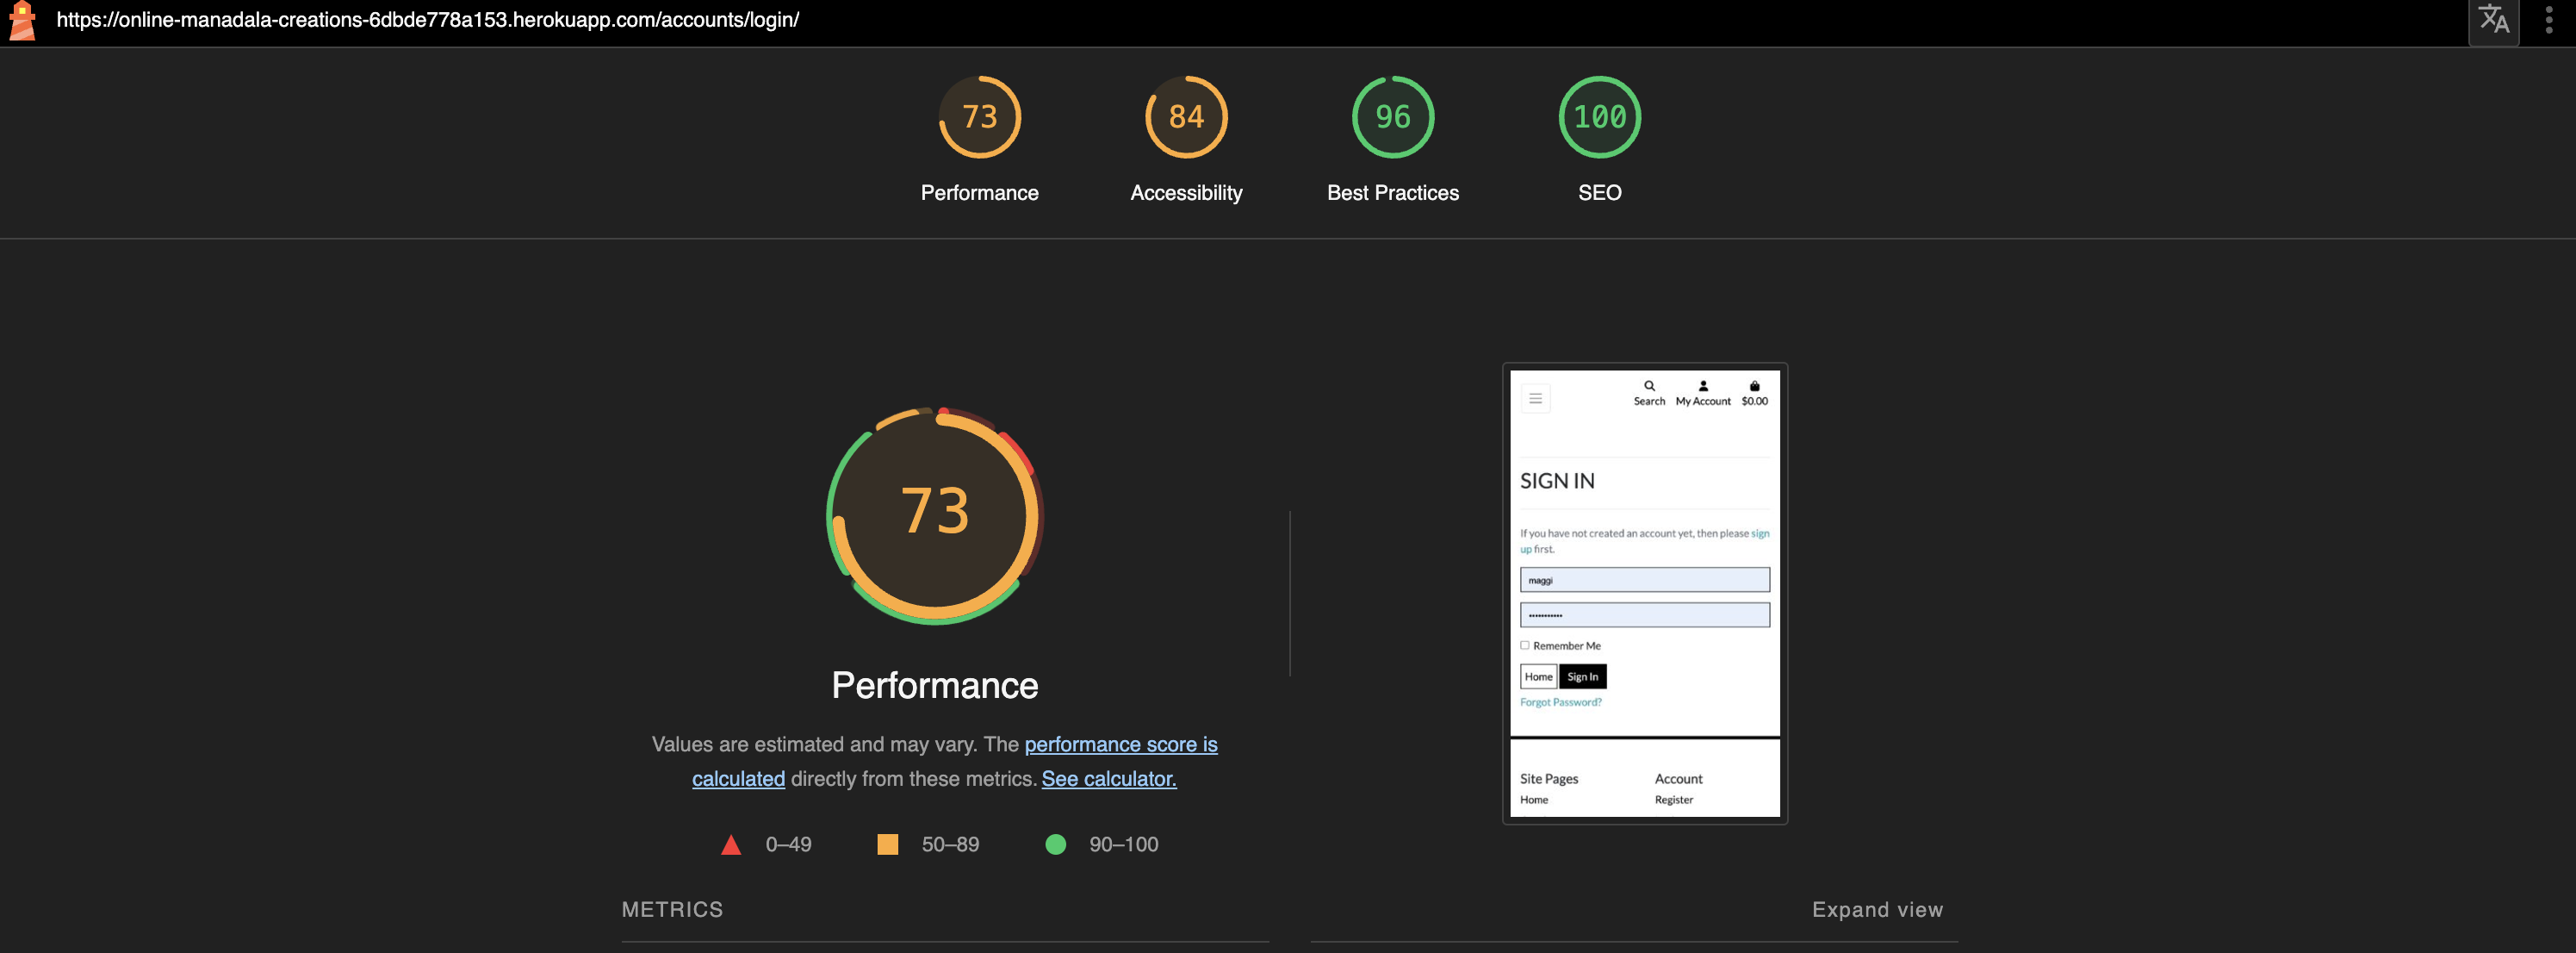 https://online-manadala-creations-6dbde778a153.herokuapp.com/accounts/login/
73
84
96
100
Performance
Accessibility
Best Practices
SEO
73
Performance
Values are estimated and may vary. The performance score is
calculated directly from these metrics. See calculator.
0–49
50–89
90–100
Search
My Account
$0.00
SIGN IN
If you have not created an account yet, then please sign
up first.
maggi
•••••••••••
Remember Me
Home
Sign In
Forgot Password?
Site Pages
Account
Home
Register
METRICS
Expand view